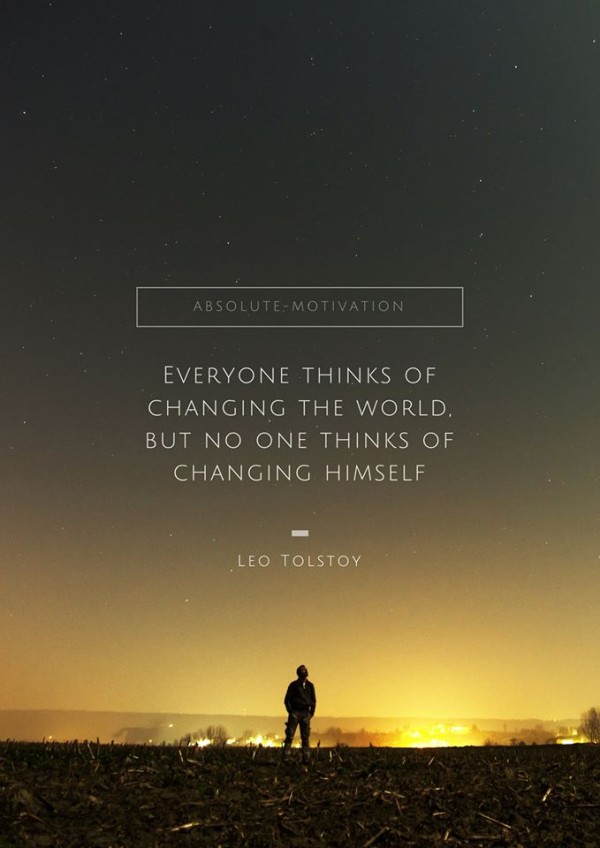 ABSOLUTE-MOTIVATION
EVERYONE THINKS OF
CHANGING THE WORLD,
BUT NO ONE THINKS OF
CHANGING HIMSELF
LEO TOLSTOY